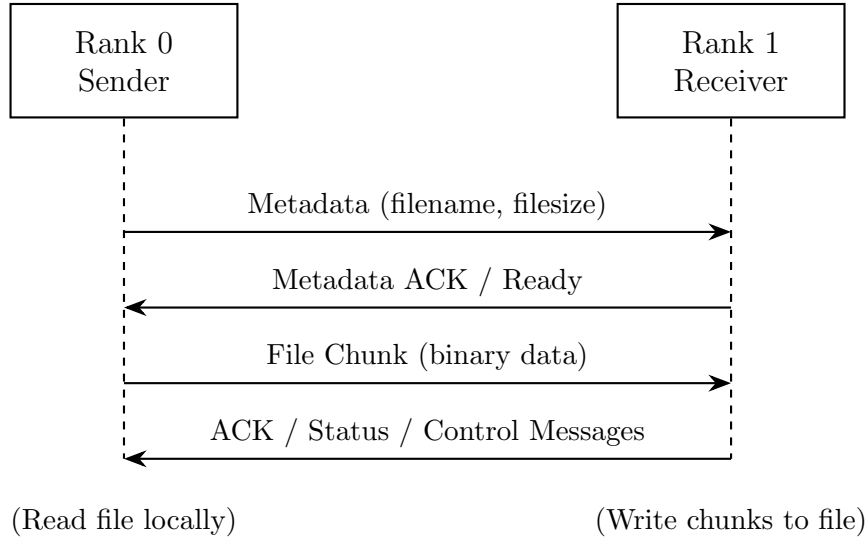 Rank 0
Sender
Rank 1
Receiver
Metadata (filename, filesize)
Metadata ACK / Ready
File Chunk (binary data)
ACK / Status / Control Messages
(Read file locally)
(Write chunks to file)